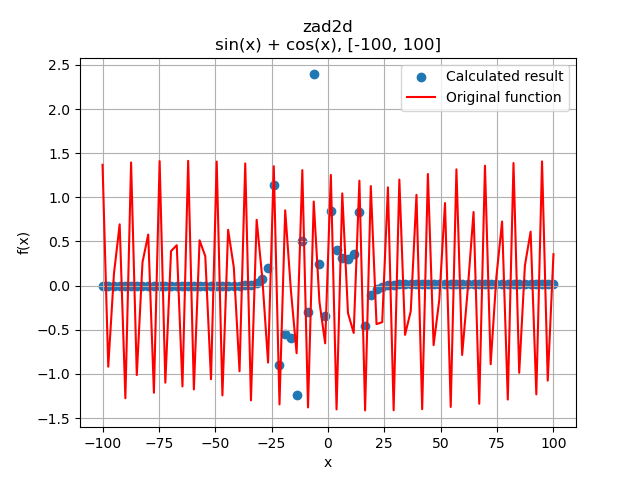 zad2d
sin(x) + cos(x), [-100, 100]
Calculated result
Original function
2.5
2.0
1.5
1.0
0.5
0.0
−0.5
−1.0
−1.5
f(x)
−100 −75 −50 −25 0 25 50 75 100
x